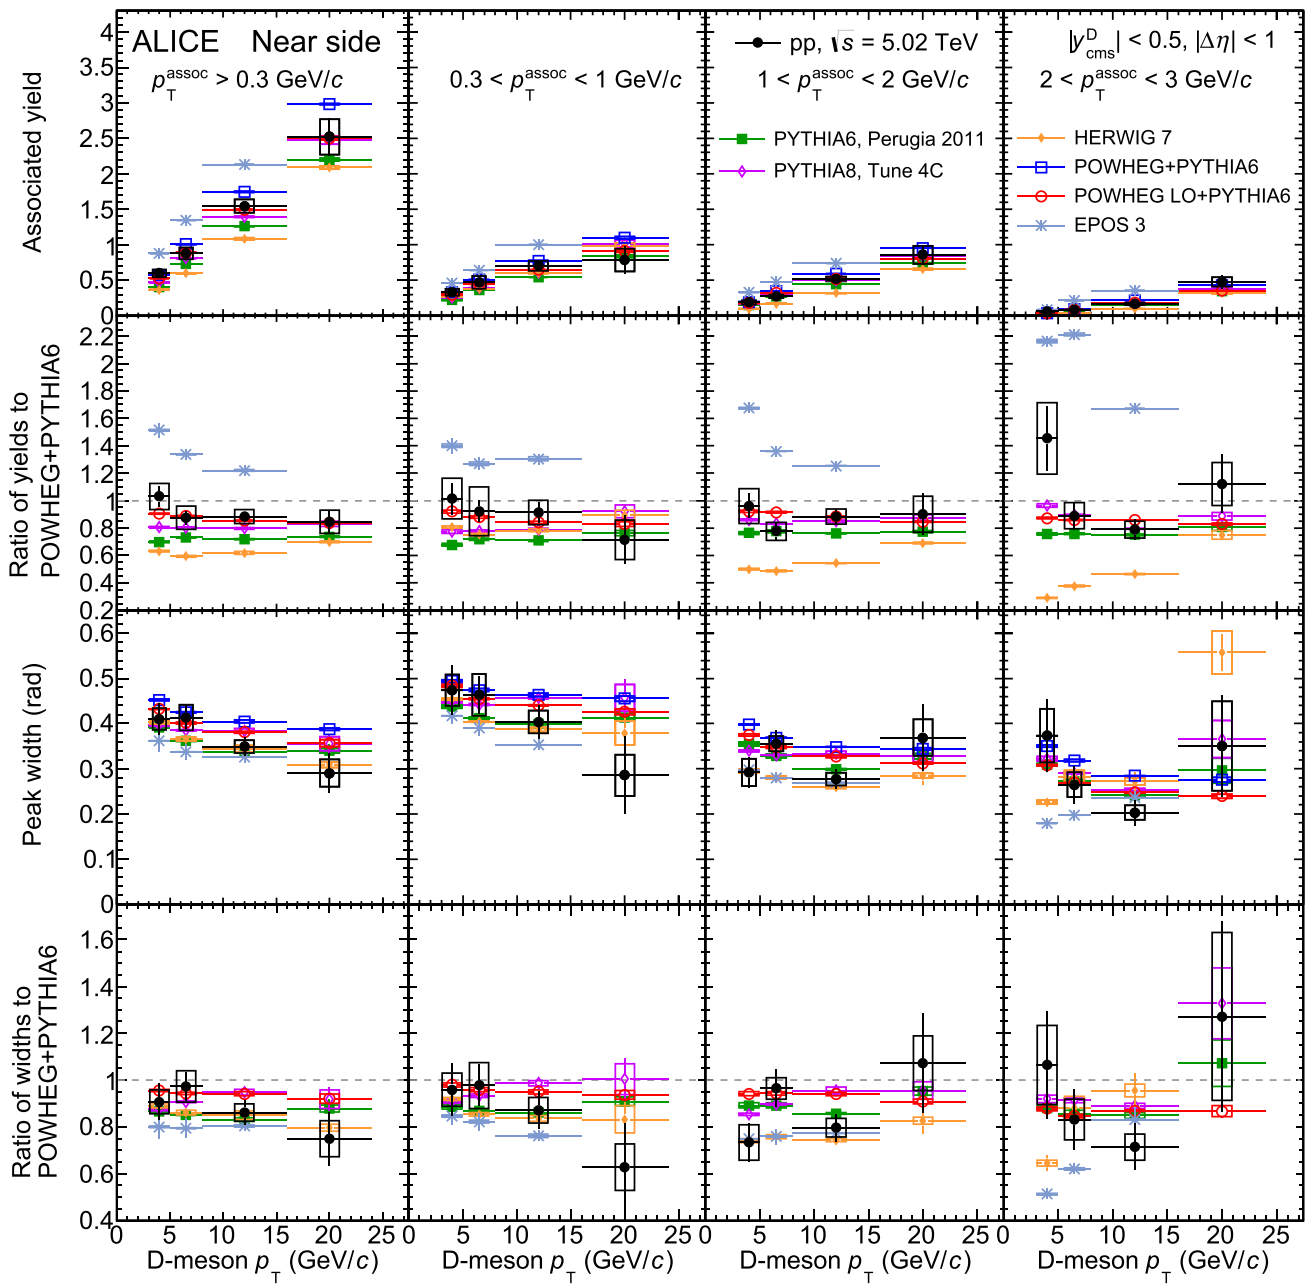 ALICE Near side
pp, √s = 5.02 TeV
|y^D_cms| < 0.5, |Δη| < 1
p_T^assoc > 0.3 GeV/c
0.3 < p_T^assoc < 1 GeV/c
1 < p_T^assoc < 2 GeV/c
2 < p_T^assoc < 3 GeV/c
PYTHIA6, Perugia 2011
PYTHIA8, Tune 4C
HERWIG 7
POWHEG+PYTHIA6
POWHEG LO+PYTHIA6
EPOS 3
Associated yield
4
3.5
3
2.5
2
1.5
1
0.5
0
Ratio of yields to
POWHEG+PYTHIA6
2.2
2
1.8
1.6
1.4
1.2
1
0.8
0.6
0.4
0.2
Peak width (rad)
0.6
0.5
0.4
0.3
0.2
0.1
0
Ratio of widths to
POWHEG+PYTHIA6
1.6
1.4
1.2
1
0.8
0.6
0.4
0 5 10 15 20 25 0 5 10 15 20 25 0 5 10 15 20 25 0 5 10 15 20 25
D-meson p_T (GeV/c)
D-meson p_T (GeV/c)
D-meson p_T (GeV/c)
D-meson p_T (GeV/c)